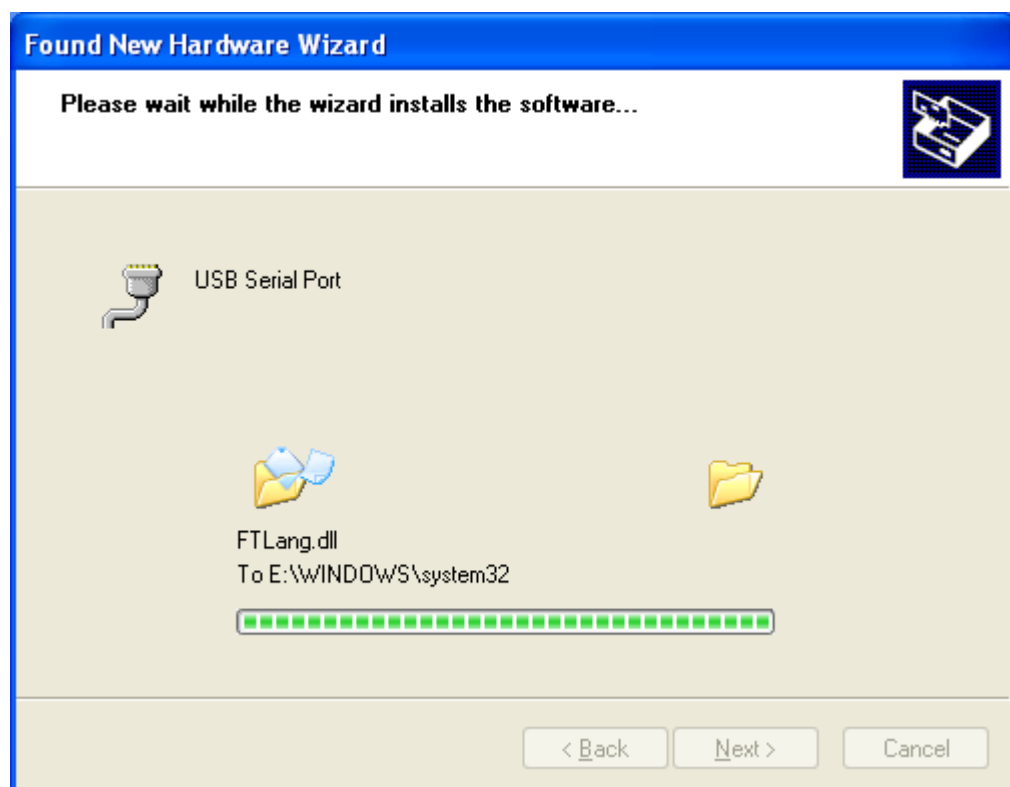 Found New Hardware Wizard
Please wait while the wizard installs the software...
USB Serial Port
FTLang.dll
To E:\WINDOWS\system32
< Back
Next >
Cancel